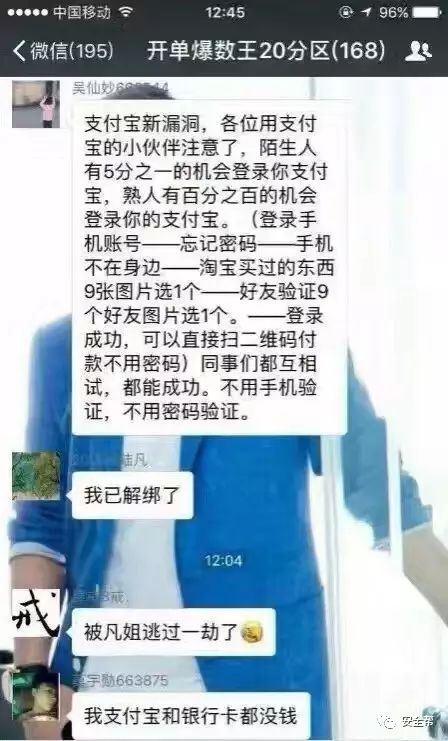 中国移动 12:45 96%
微信(195) 开单爆数王20分区(168)
吴仙妙
支付宝新漏洞，各位用支付
宝的小伙伴注意了，陌生人
有5分之一的机会登录你支付
宝，熟人有百分之百的机会
登录你的支付宝。（登录手
机账号——忘记密码——手机
不在身边——淘宝买过的东西
9张图片选1个——好友验证9
个好友图片选1个。——登录
成功，可以直接扫二维码付
款不用密码）同事们都互相
试，都能成功。不用手机验
证，不用密码验证。
陆凡
我已解绑了
12:04
戒
被凡姐逃过一劫了
宇勋663875
我支付宝和银行卡都没钱
安全帮